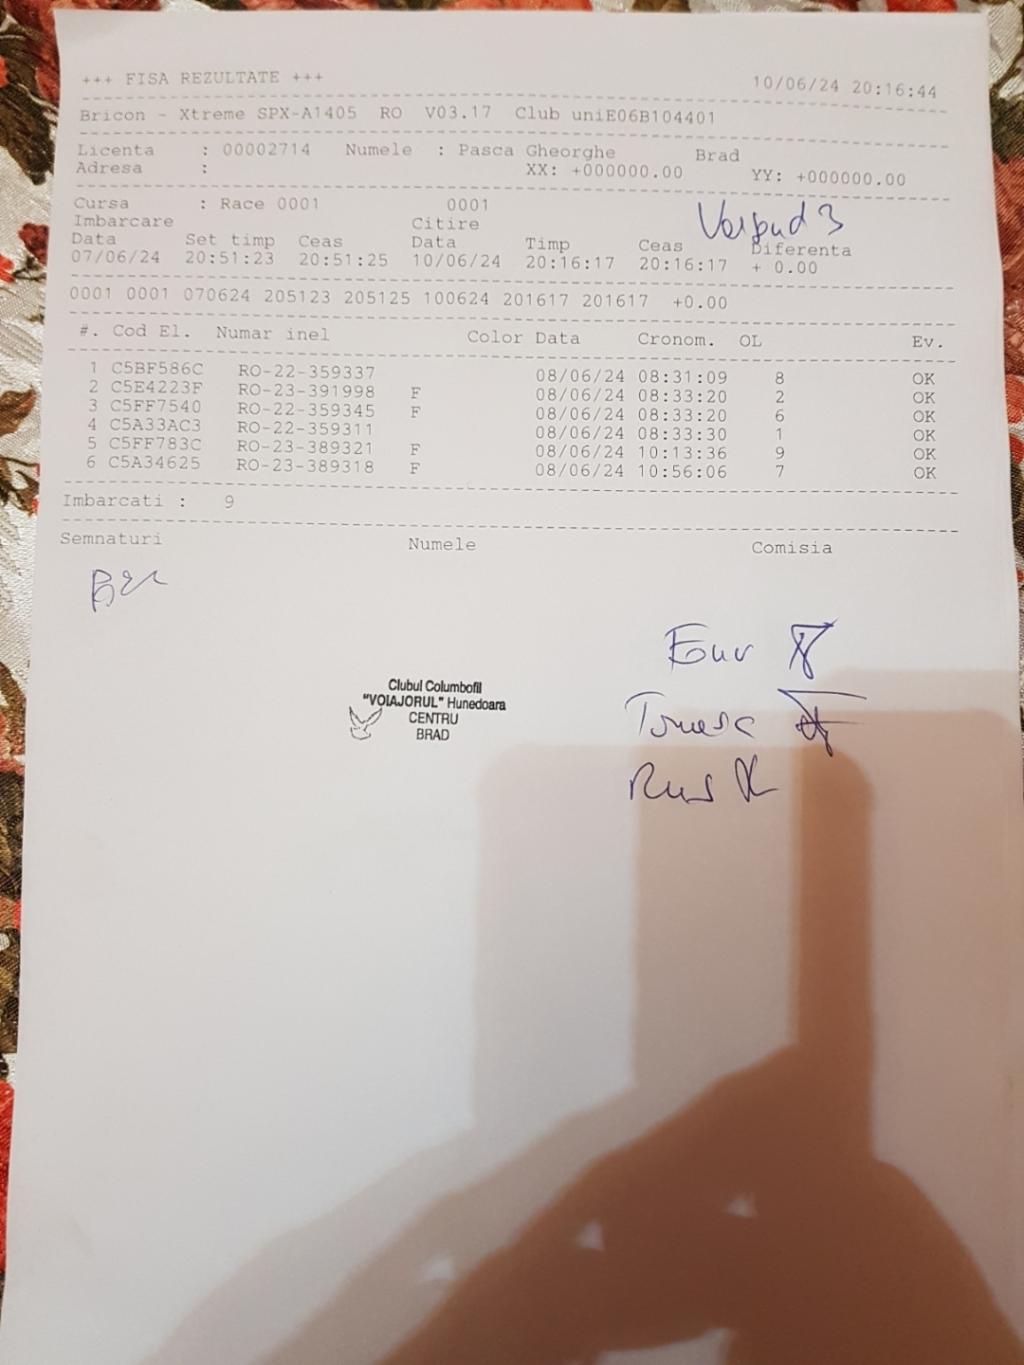 +++ FISA REZULTATE +++ 10/06/24 20:16:44
Bricon - Xtreme SPX-A1405 RO V03.17 Club uniE06B104401
Licenta : 00002714 Numele : Pasca Gheorghe Brad
Adresa : XX: +000000.00 YY: +000000.00
Cursa : Race 0001 0001
Imbarcare Citire
Data Set timp Ceas Data Timp Ceas Diferenta
07/06/24 20:51:23 20:51:25 10/06/24 20:16:17 20:16:17 + 0.00
0001 0001 070624 205123 205125 100624 201617 201617 +0.00
#. Cod El. Numar inel Color Data Cronom. OL Ev.
1 C5BF586C RO-22-359337 08/06/24 08:31:09 8 OK
2 C5E4223F RO-23-391998 F 08/06/24 08:33:20 2 OK
3 C5FF7540 RO-22-359345 F 08/06/24 08:33:20 6 OK
4 C5A33AC3 RO-22-359311 08/06/24 08:33:30 1 OK
5 C5FF783C RO-23-389321 F 08/06/24 10:13:36 9 OK
6 C5A34625 RO-23-389318 F 08/06/24 10:56:06 7 OK
Imbarcati : 9
Semnaturi Numele Comisia
Clubul Columbofil
"VOIAJORUL" Hunedoara
CENTRU
BRAD
Rus